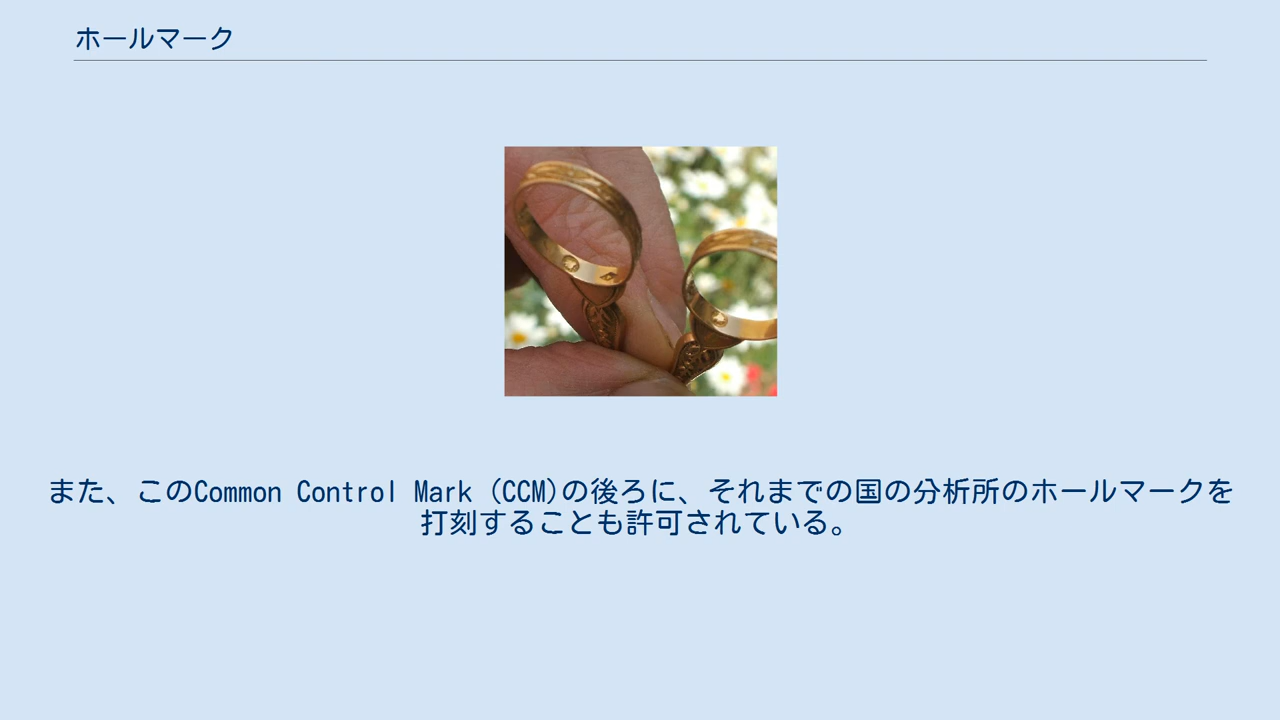 ホールマーク
また、このCommon Control Mark (CCM)の後ろに、それまでの国の分析所のホールマークを
打刻することも許可されている。